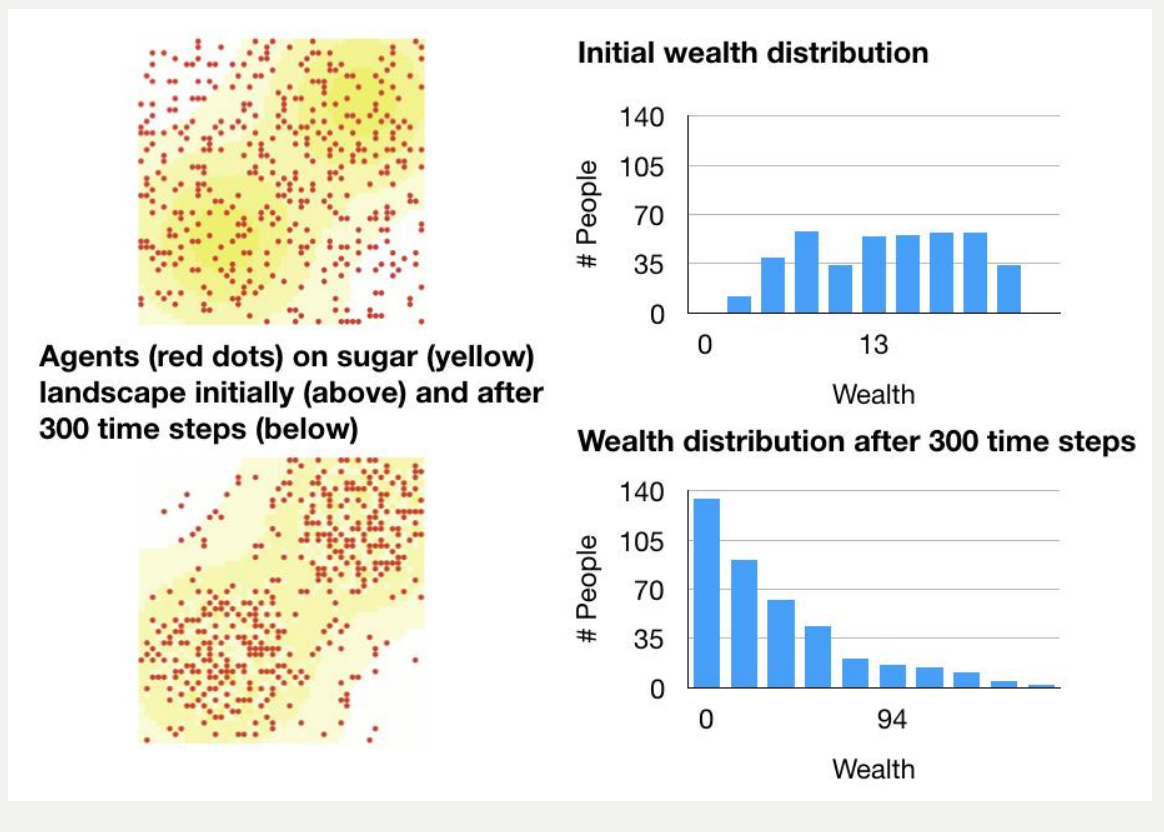 Initial wealth distribution
140
105
70
35
0
# People
0 13
Wealth
Agents (red dots) on sugar (yellow)
landscape initially (above) and after
300 time steps (below)
Wealth distribution after 300 time steps
140
105
70
35
0
# People
0 94
Wealth